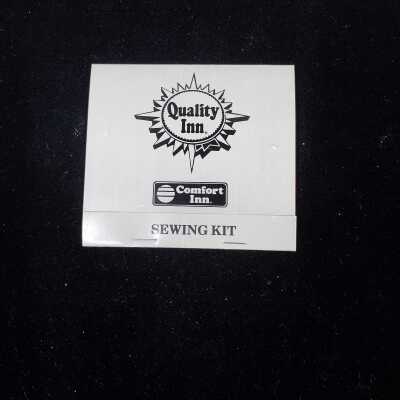 Quality
Inn®
Comfort
Inn®
SEWING KIT